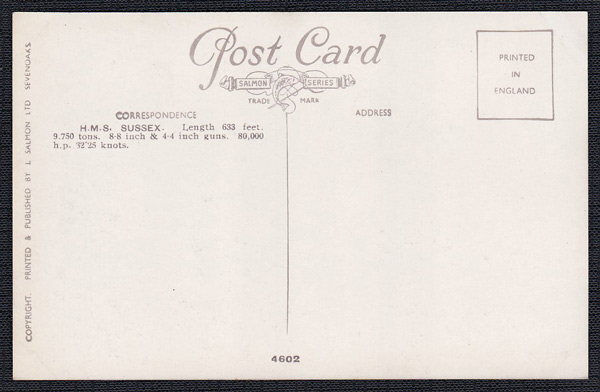 Post Card
SALMON SERIES
TRADE MARK
PRINTED
IN
ENGLAND
CORRESPONDENCE
ADDRESS
H.M.S. SUSSEX. Length 633 feet.
9,750 tons. 8-8 inch & 4-4 inch guns. 80,000
h.p. 32·25 knots.
COPYRIGHT. PRINTED & PUBLISHED BY J. SALMON LTD SEVENOAKS
4602